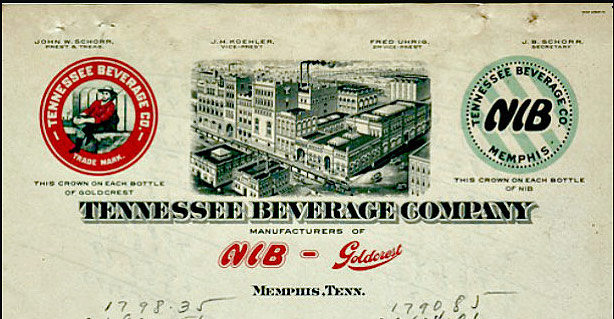 JOHN W. SCHORR,
PREST & TREAS.
J.H. KOEHLER,
VICE-PREST
FRED UHRIG,
2ND VICE-PREST
J. B. SCHORR,
SECRETARY
TENNESSEE BEVERAGE CO.
TRADE MARK.
TENNESSEE BEVERAGE CO.
NIB
MEMPHIS.
THIS CROWN ON EACH BOTTLE
OF GOLDCREST
THIS CROWN ON EACH BOTTLE
OF NIB
TENNESSEE BEVERAGE COMPANY
MANUFACTURERS OF
NIB - Goldcrest
MEMPHIS, TENN.
1798.35
1790 85